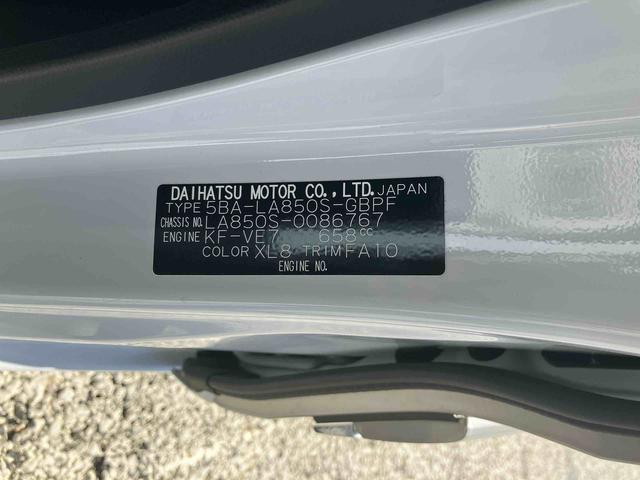 DAIHATSU MOTOR CO., LTD. JAPAN
TYPE 5BA-LA850S-GBPF
CHASSIS NO. LA850S-0086767
ENGINE KF-VE7 658cc
COLOR XL8 TRIM FA10
ENGINE NO.